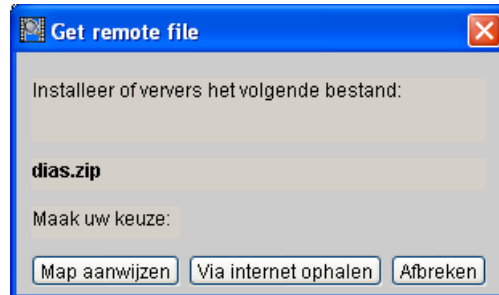 Get remote file
Installeer of ververs het volgende bestand:
dias.zip
Maak uw keuze:
Map aanwijzen Via internet ophalen Afbreken